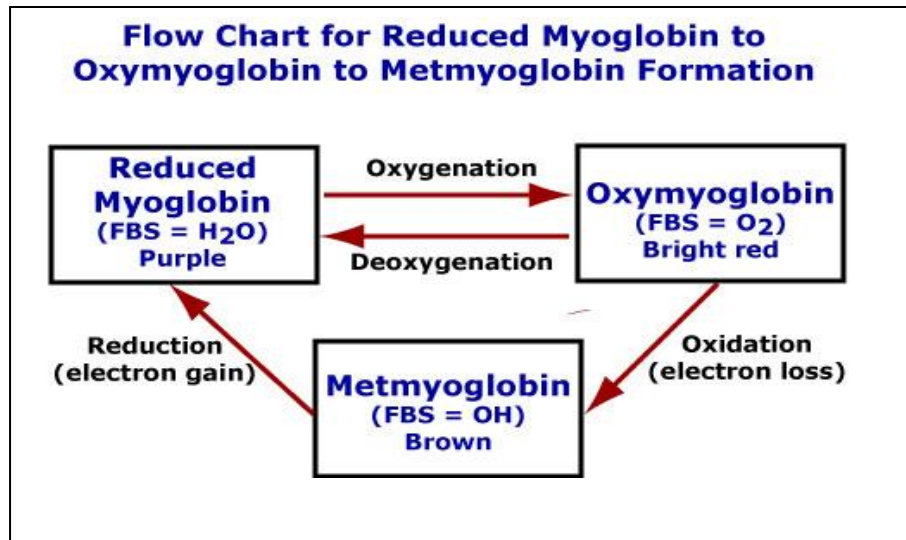 Flow Chart for Reduced Myoglobin to
Oxymyoglobin to Metmyoglobin Formation
Reduced
Myoglobin
(FBS = H2O)
Purple
Oxygenation
Deoxygenation
Oxymyoglobin
(FBS = O2)
Bright red
Reduction
(electron gain)
Metmyoglobin
(FBS = OH)
Brown
Oxidation
(electron loss)